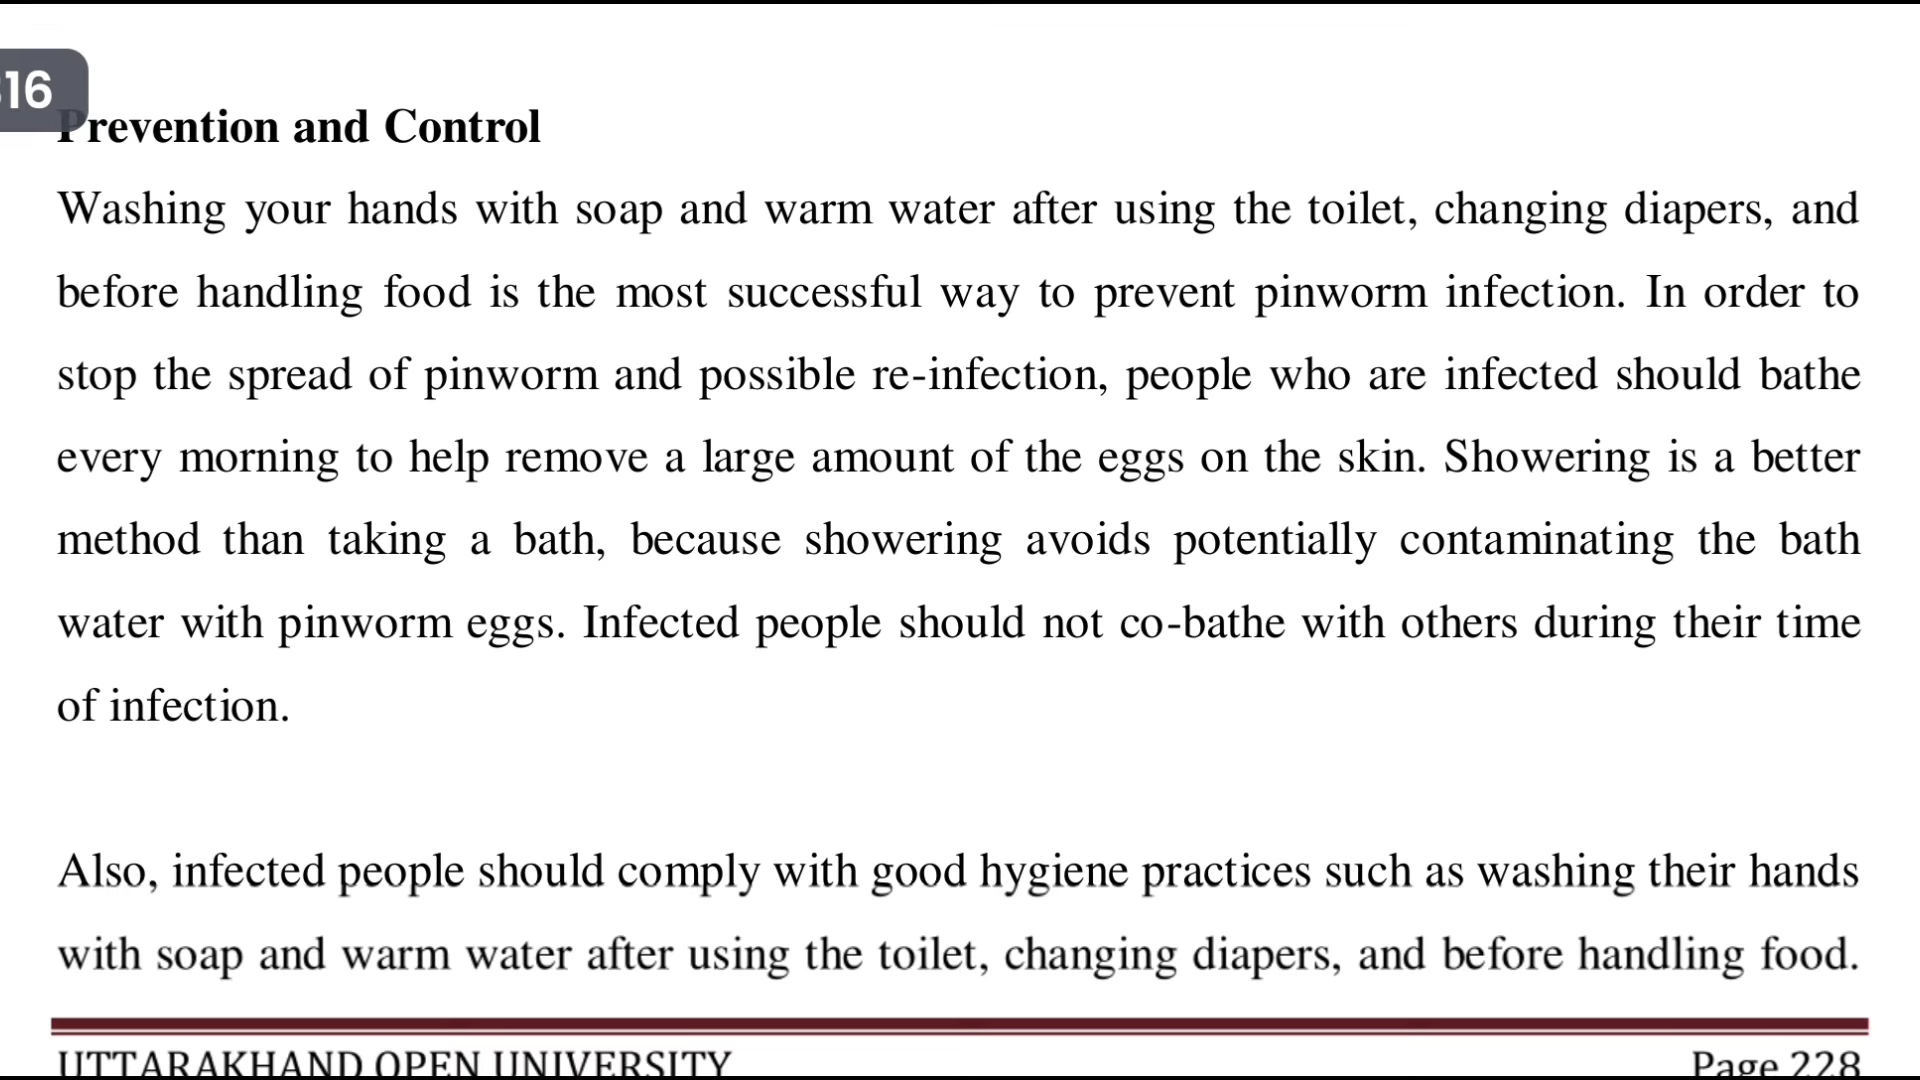 16
Prevention and Control
Washing your hands with soap and warm water after using the toilet, changing diapers, and
before handling food is the most successful way to prevent pinworm infection. In order to
stop the spread of pinworm and possible re-infection, people who are infected should bathe
every morning to help remove a large amount of the eggs on the skin. Showering is a better
method than taking a bath, because showering avoids potentially contaminating the bath
water with pinworm eggs. Infected people should not co-bathe with others during their time
of infection.
Also, infected people should comply with good hygiene practices such as washing their hands
with soap and warm water after using the toilet, changing diapers, and before handling food.
UTTARAKHAND OPEN UNIVERSITY Page 228